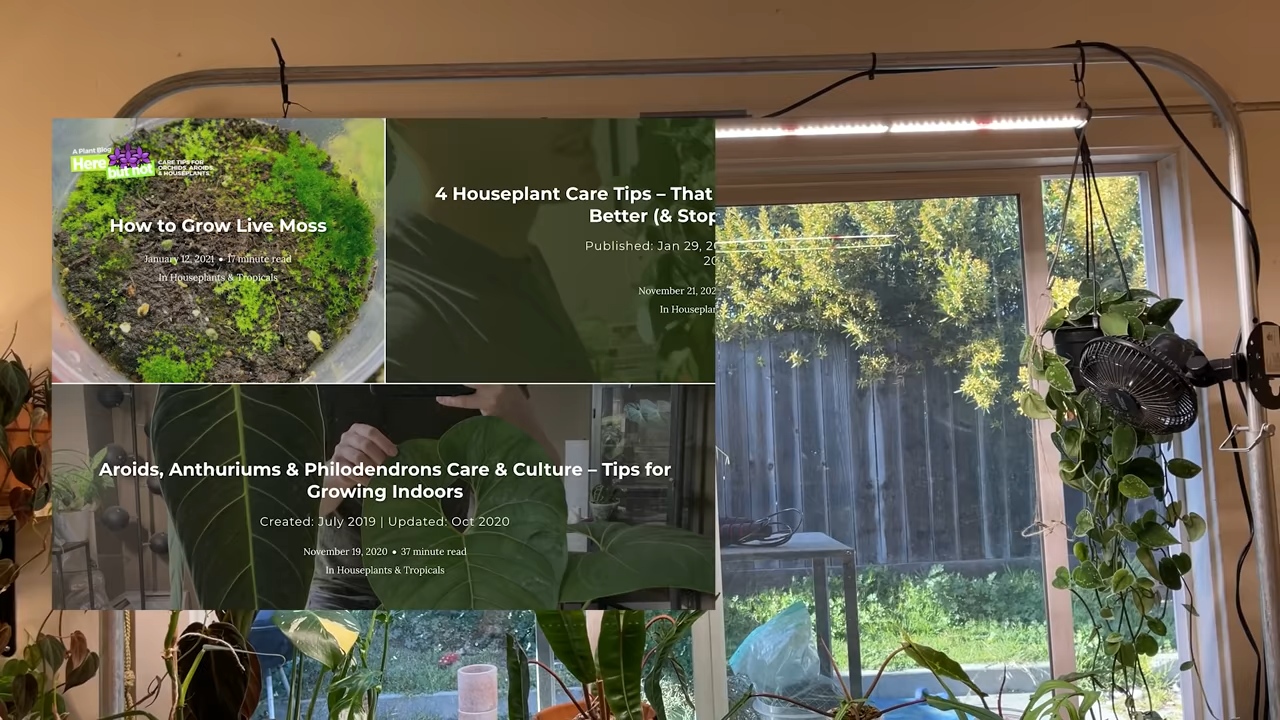 A Plant Blog
Here
but not
CARE TIPS FOR
ORCHIDS, AROIDS
& HOUSEPLANTS
How to Grow Live Moss
January 12, 2021 • 17 minute read
In Houseplants & Tropicals
4 Houseplant Care Tips – That
Better (& Stop
Published: Jan 29, 20
20
November 21, 202
In Houseplan
Aroids, Anthuriums & Philodendrons Care & Culture – Tips for
Growing Indoors
Created: July 2019 | Updated: Oct 2020
November 19, 2020 • 37 minute read
In Houseplants & Tropicals